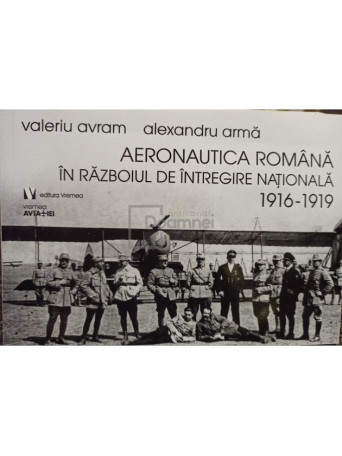 valeriu avram alexandru armă
AERONAUTICA ROMÂNĂ
ÎN RĂZBOIUL DE ÎNTREGIRE NAȚIONALĂ
1916-1919
editura Vremea
vremea
AVIAȚIEI